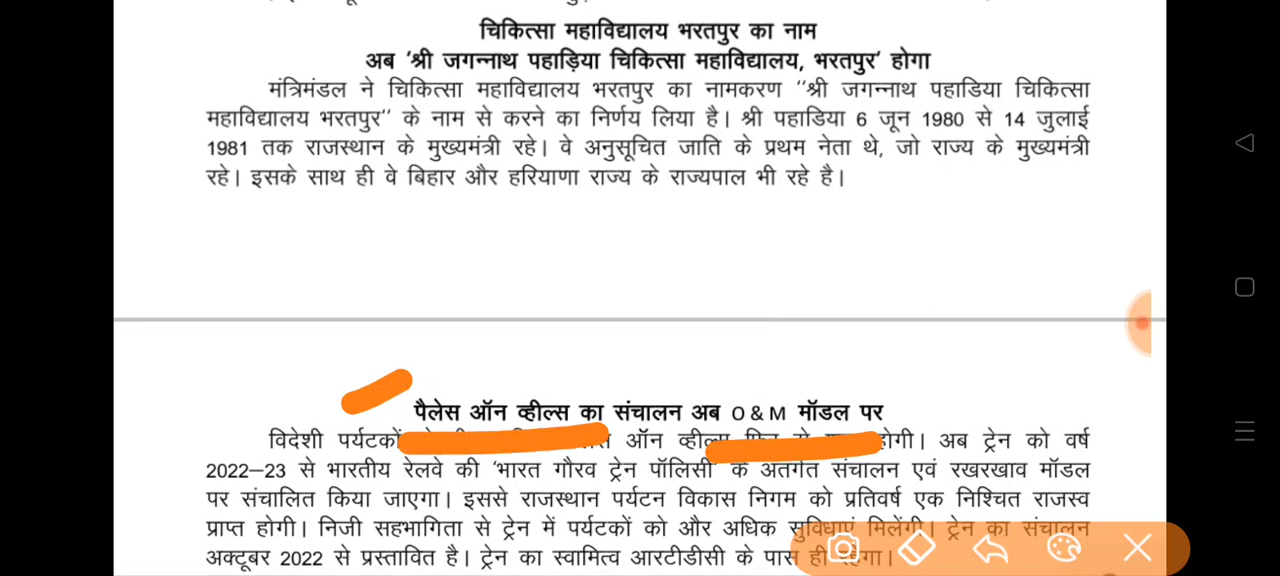 चिकित्सा महाविद्यालय भरतपुर का नाम
अब 'श्री जगन्नाथ पहाड़िया चिकित्सा महाविद्यालय, भरतपुर' होगा
मंत्रिमंडल ने चिकित्सा महाविद्यालय भरतपुर का नामकरण "श्री जगन्नाथ पहाडिया चिकित्सा
महाविद्यालय भरतपुर" के नाम से करने का निर्णय लिया है। श्री पहाडिया 6 जून 1980 से 14 जुलाई
1981 तक राजस्थान के मुख्यमंत्री रहे। वे अनुसूचित जाति के प्रथम नेता थे, जो राज्य के मुख्यमंत्री
रहे। इसके साथ ही वे बिहार और हरियाणा राज्य के राज्यपाल भी रहे है।
पैलेस ऑन व्हील्स का संचालन अब O & M मॉडल पर
विदेशी पर्यटकों ऑन व्हील्स होगी। अब ट्रेन को वर्ष
2022–23 से भारतीय रेलवे की 'भारत गौरव ट्रेन पॉलिसी' के अंतर्गत संचालन एवं रखरखाव मॉडल
पर संचालित किया जाएगा। इससे राजस्थान पर्यटन विकास निगम को प्रतिवर्ष एक निश्चित राजस्व
प्राप्त होगी। निजी सहभागिता से ट्रेन में पर्यटकों को और अधिक सुविधाएं मिलेंगी। ट्रेन का संचालन
अक्टूबर 2022 से प्रस्तावित है। ट्रेन का स्वामित्व आरटीडीसी के पास ही रहेगा।